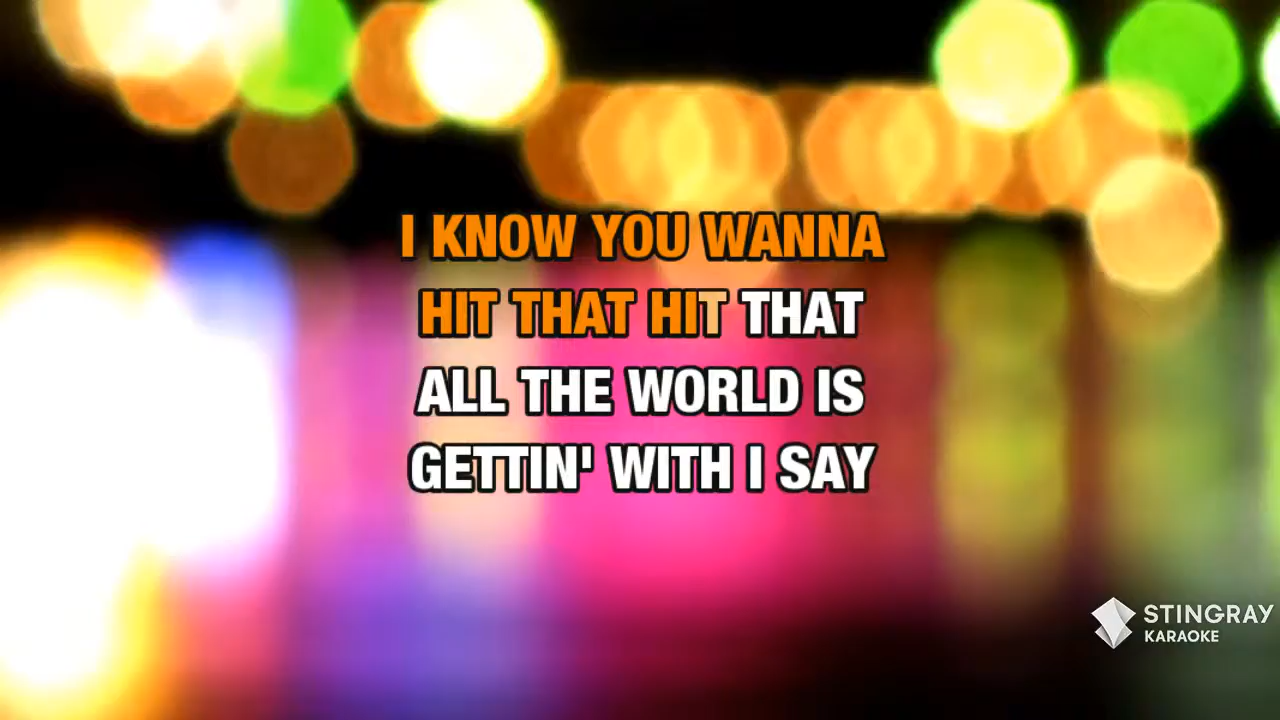 I KNOW YOU WANNA
HIT THAT HIT THAT
ALL THE WORLD IS
GETTIN' WITH I SAY
STINGRAY
KARAOKE